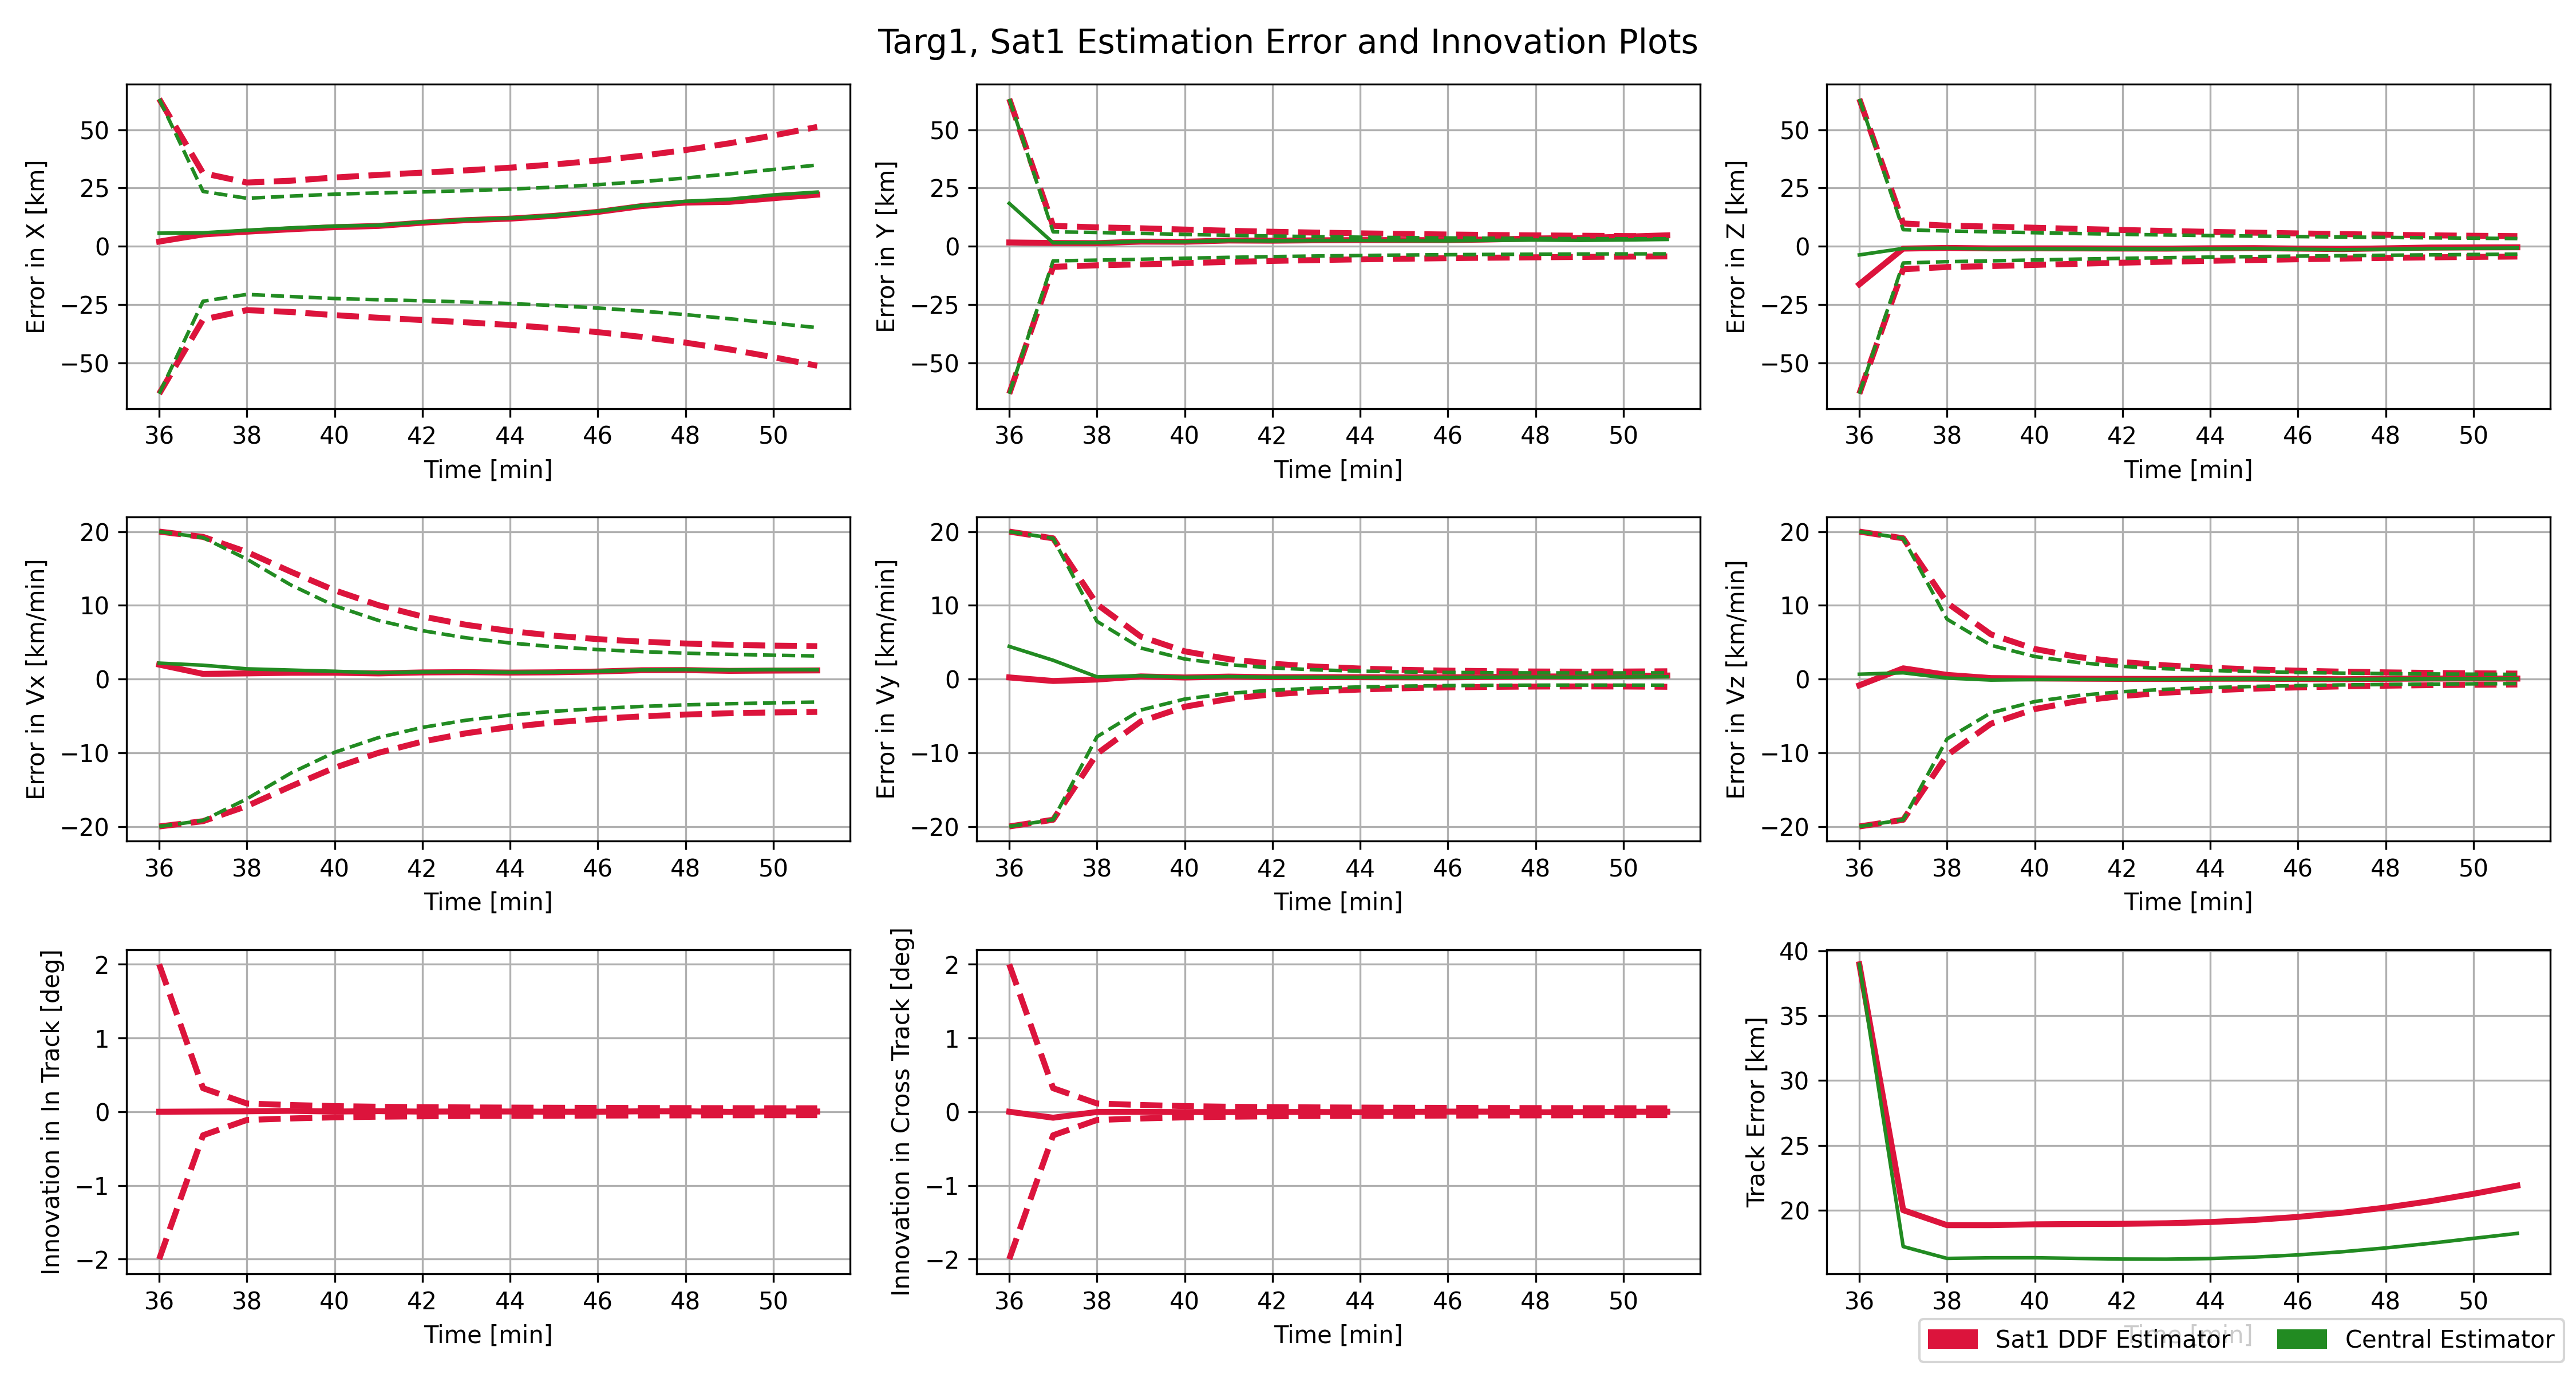 Targ1, Sat1 Estimation Error and Innovation Plots
Error in X [km]
50
25
0
−25
−50
36 38 40 42 44 46 48 50
Time [min]
Error in Y [km]
50
25
0
−25
−50
36 38 40 42 44 46 48 50
Time [min]
Error in Z [km]
50
25
0
−25
−50
36 38 40 42 44 46 48 50
Time [min]
Error in Vx [km/min]
20
10
0
−10
−20
36 38 40 42 44 46 48 50
Time [min]
Error in Vy [km/min]
20
10
0
−10
−20
36 38 40 42 44 46 48 50
Time [min]
Error in Vz [km/min]
20
10
0
−10
−20
36 38 40 42 44 46 48 50
Time [min]
Innovation in In Track [deg]
2
1
0
−1
−2
36 38 40 42 44 46 48 50
Time [min]
Innovation in Cross Track [deg]
2
1
0
−1
−2
36 38 40 42 44 46 48 50
Time [min]
Track Error [km]
40
35
30
25
20
36 38 40 42 44 46 48 50
Time [min]
Sat1 DDF Estimator Central Estimator